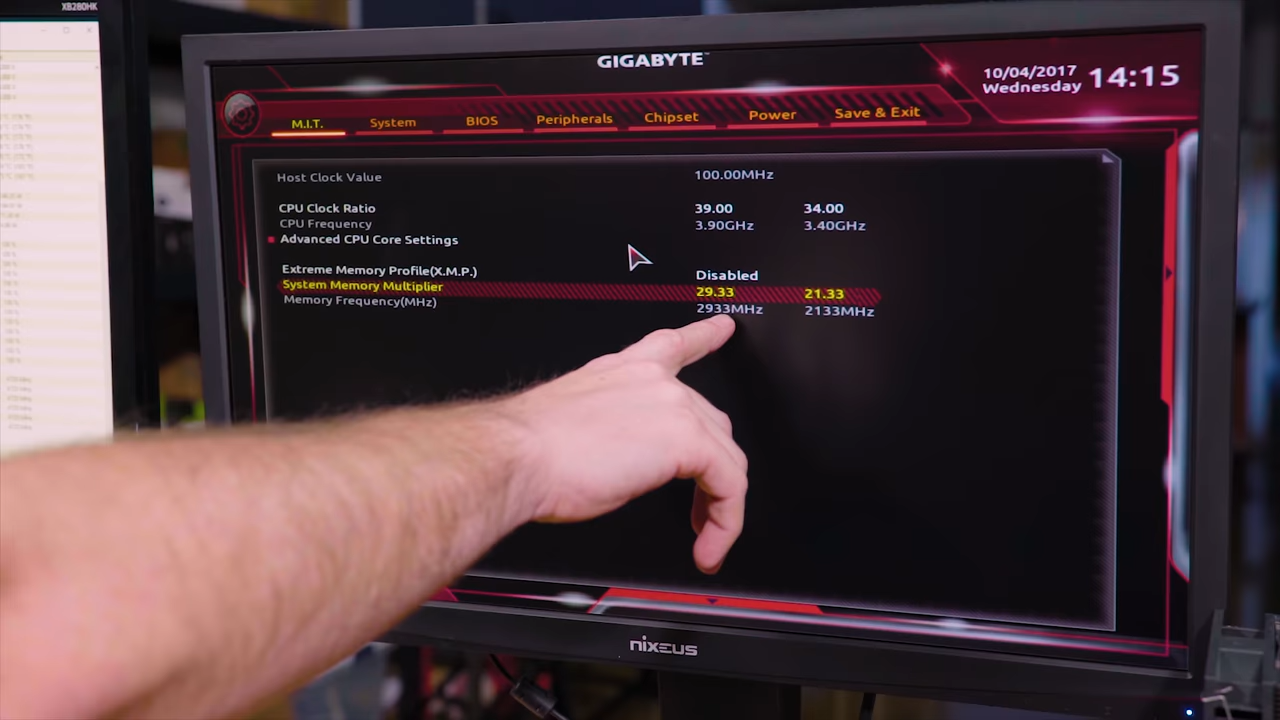 XB280HK
GIGABYTE™
10/04/2017
Wednesday
14:15
M.I.T. System BIOS Peripherals Chipset Power Save & Exit
Host Clock Value 100.00MHz
CPU Clock Ratio 39.00 34.00
CPU Frequency 3.90GHz 3.40GHz
Advanced CPU Core Settings
Extreme Memory Profile(X.M.P.) Disabled
System Memory Multiplier 29.33 21.33
Memory Frequency(MHz) 2933MHz 2133MHz
nixeus